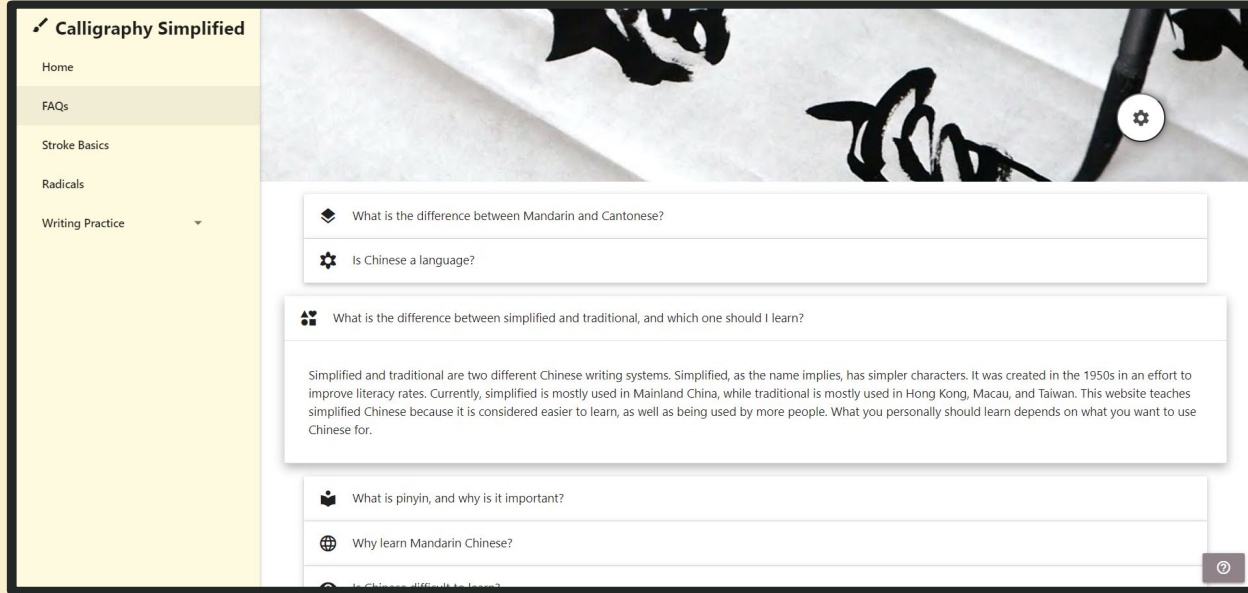 Calligraphy Simplified
Home
FAQs
Stroke Basics
Radicals
Writing Practice
What is the difference between Mandarin and Cantonese?
Is Chinese a language?
What is the difference between simplified and traditional, and which one should I learn?
Simplified and traditional are two different Chinese writing systems. Simplified, as the name implies, has simpler characters. It was created in the 1950s in an effort to
improve literacy rates. Currently, simplified is mostly used in Mainland China, while traditional is mostly used in Hong Kong, Macau, and Taiwan. This website teaches
simplified Chinese because it is considered easier to learn, as well as being used by more people. What you personally should learn depends on what you want to use
Chinese for.
What is pinyin, and why is it important?
Why learn Mandarin Chinese?
Is Chinese difficult to learn?